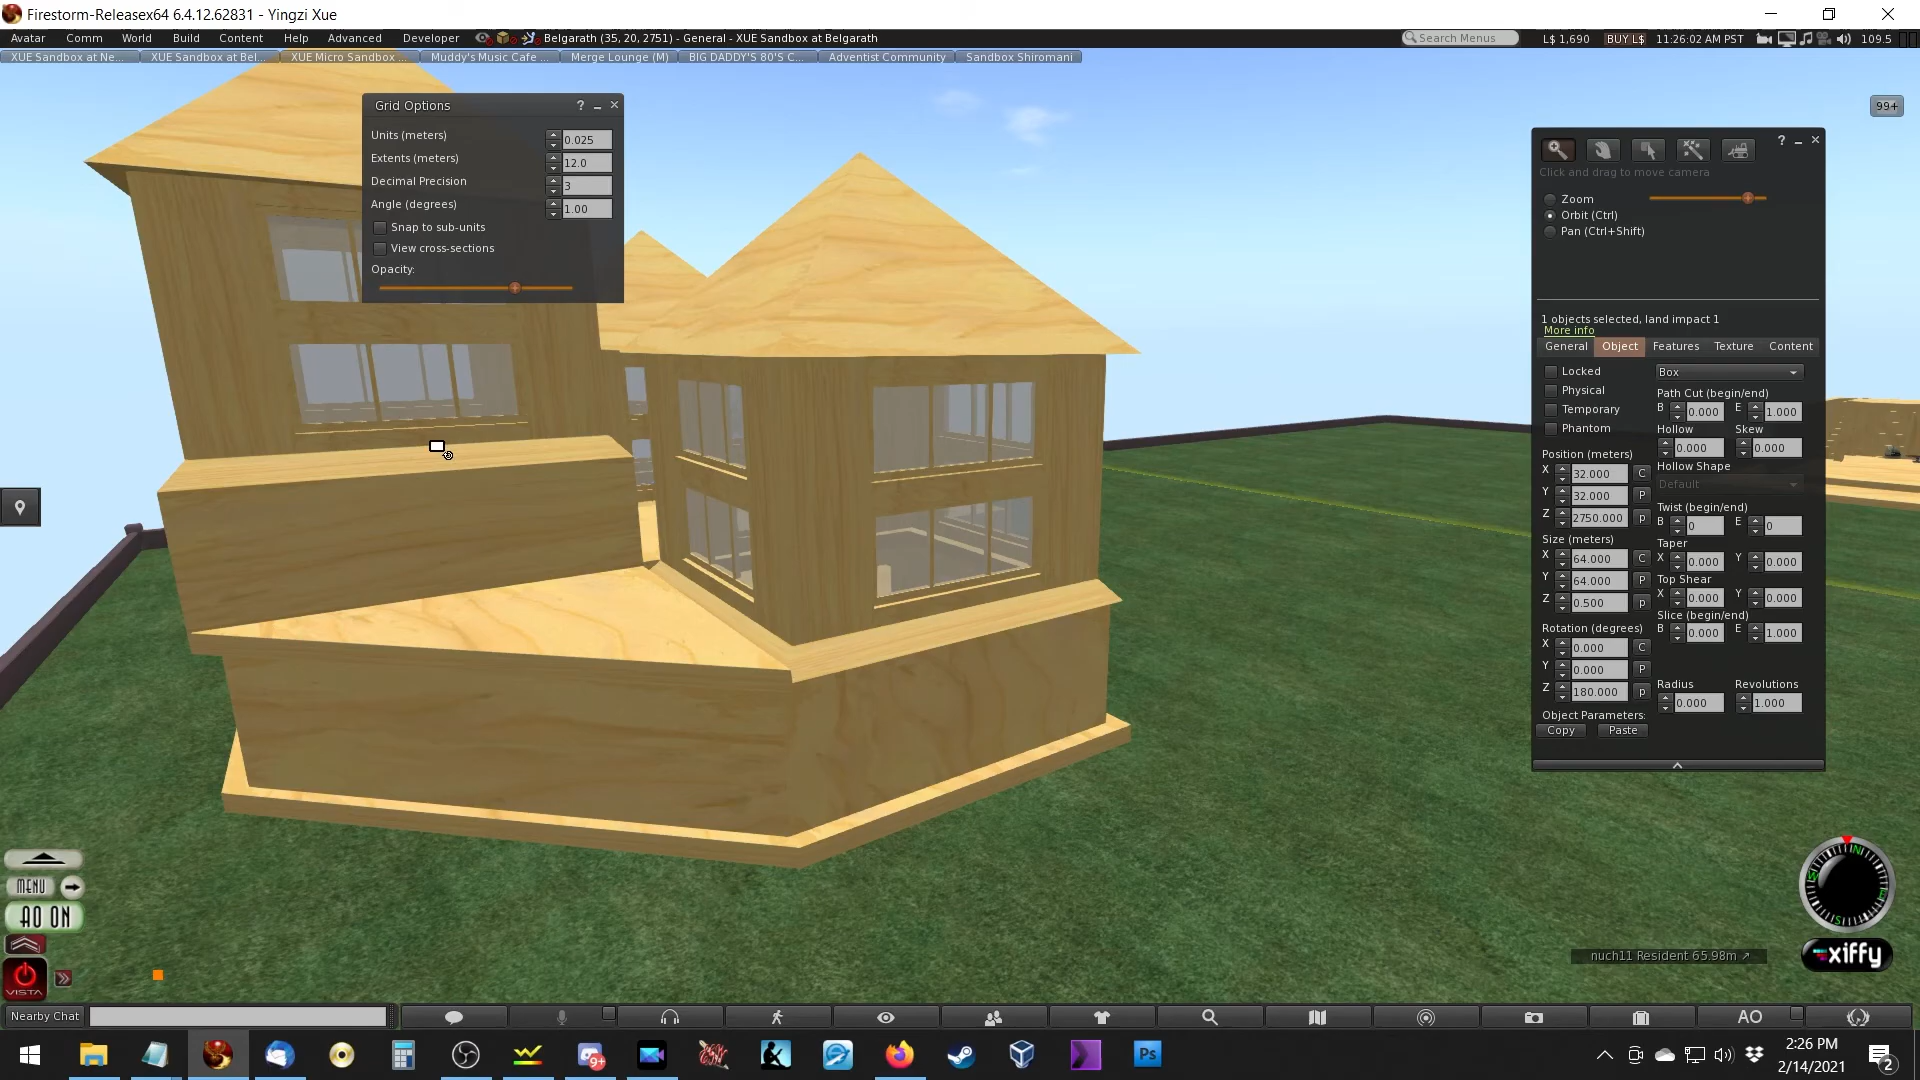 Firestorm-Releasex64 6.4.12.62831 - Yingzi Xue
Avatar Comm World Build Content Help Advanced Developer Belgarath (35, 20, 2751) - General - XUE Sandbox at Belgarath Search Menus L$ 1,690 BUY L$ 11:26:02 AM PST 109.5
XUE Sandbox at Ne... XUE Sandbox at Bel... XUE Micro Sandbox ... Muddy's Music Cafe ... Merge Lounge (M) BIG DADDY'S 80'S C... Adventist Community Sandbox Shiromani
99+
Grid Options ?
Units (meters) 0.025
Extents (meters) 12.0
Decimal Precision 3
Angle (degrees) 1.00
Snap to sub-units
View cross-sections
Opacity:
?
Click and drag to move camera
Zoom
Orbit (Ctrl)
Pan (Ctrl+Shift)
1 objects selected, land impact 1
More info
General Object Features Texture Content
Locked
Physical
Temporary
Phantom
Position (meters)
X 32.000 C
Y 32.000 P
Z 2750.000 p
Size (meters)
X 64.000 C
Y 64.000 P
Z 0.500 p
Rotation (degrees)
X 0.000 C
Y 0.000 P
Z 180.000 p
Object Parameters:
Copy Paste
Box
Path Cut (begin/end)
B 0.000 E 1.000
Hollow Skew
0.000 0.000
Hollow Shape
Default
Twist (begin/end)
B 0 E 0
Taper
X 0.000 Y 0.000
Top Shear
X 0.000 Y 0.000
Slice (begin/end)
B 0.000 E 1.000
Radius Revolutions
0.000 1.000
MENU
AO ON
VISTA
N
W
E
S
nuch11 Resident 65.98m
xiffy
Nearby Chat
AO
9+
Ps
2:26 PM
2/14/2021
2